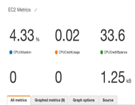 EC2 Metrics
4.33 % 0.02 33.6
CPUUtilization CPUCreditUsage CPUCreditBalance
0 0 1.25 kB
All metrics Graphed metrics (6) Graph options Source